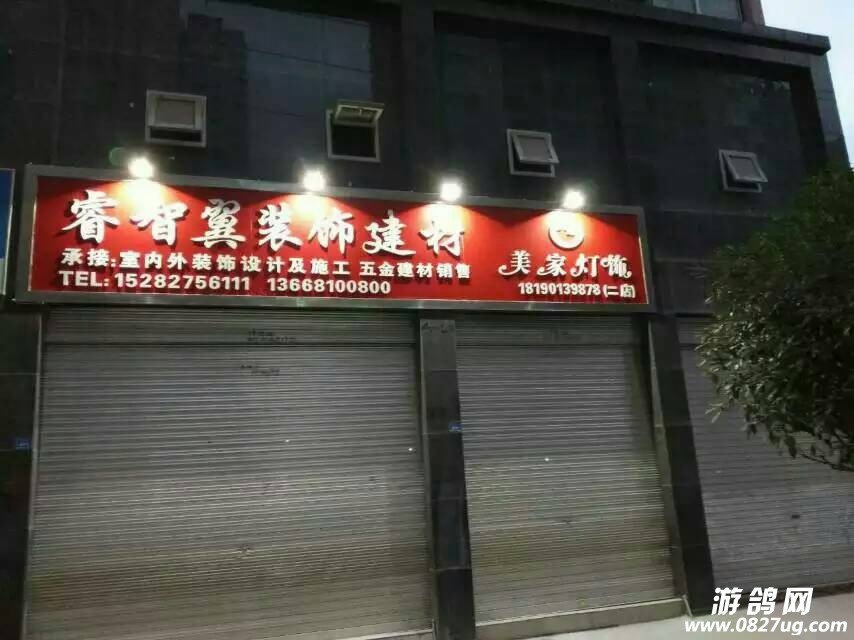 睿智翼装饰建材
承接:室内外装饰设计及施工 五金建材销售
TEL: 15282756111 13668100800
美家灯饰
18190139878(二店)
游鸽网
www.0827ug.com